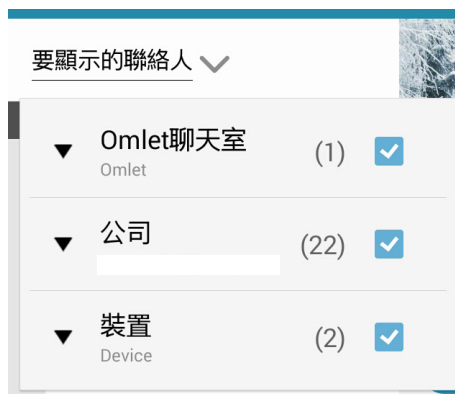 要顯示的聯絡人
Omlet聊天室 (1)
Omlet
公司 (22)
裝置 (2)
Device